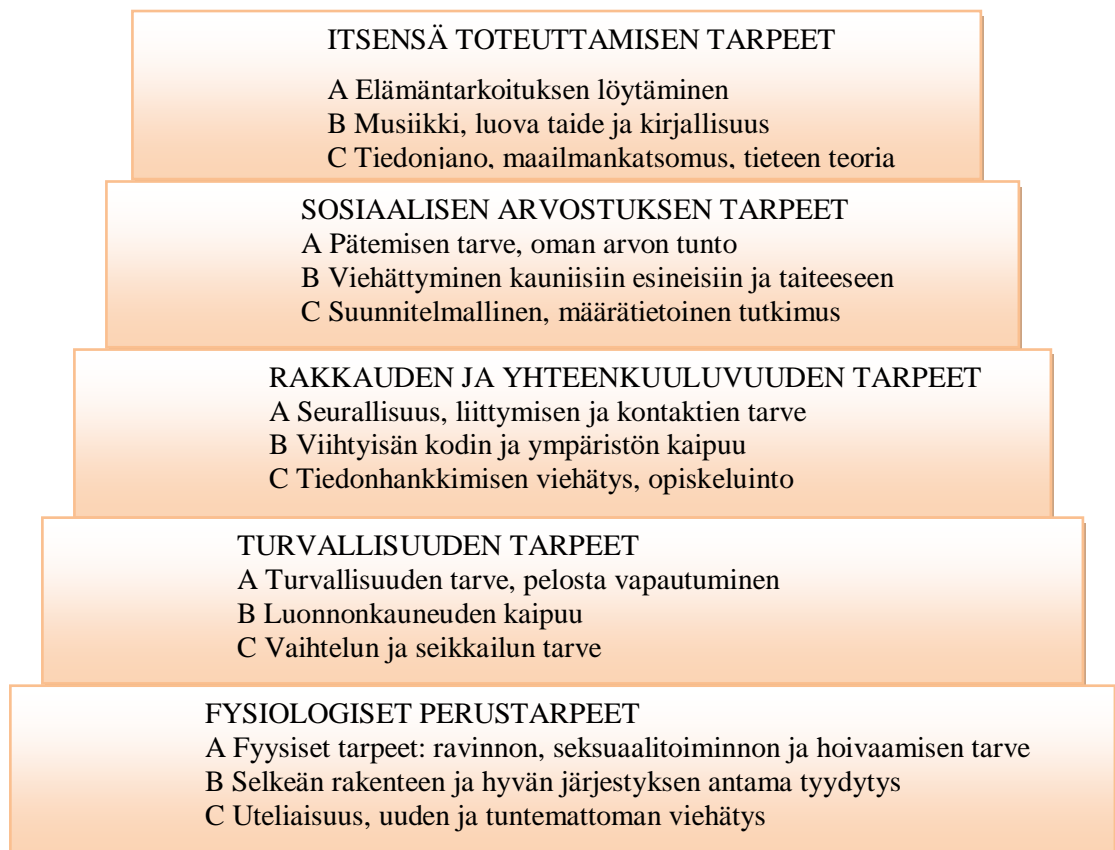 ITSENSÄ TOTEUTTAMISEN TARPEET
A Elämäntarkoituksen löytäminen
B Musiikki, luova taide ja kirjallisuus
C Tiedonjano, maailmankatsomus, tieteen teoria
SOSIAALISEN ARVOSTUKSEN TARPEET
A Pätemisen tarve, oman arvon tunto
B Viehättyminen kauniisiin esineisiin ja taiteeseen
C Suunnitelmallinen, määrätietoinen tutkimus
RAKKAUDEN JA YHTEENKUULUVUUDEN TARPEET
A Seurallisuus, liittymisen ja kontaktien tarve
B Viihtyisän kodin ja ympäristön kaipuu
C Tiedonhankkimisen viehätys, opiskeluinto
TURVALLISUUDEN TARPEET
A Turvallisuuden tarve, pelosta vapautuminen
B Luonnonkauneuden kaipuu
C Vaihtelun ja seikkailun tarve
FYSIOLOGISET PERUSTARPEET
A Fyysiset tarpeet: ravinnon, seksuaalitoiminnon ja hoivaamisen tarve
B Selkeän rakenteen ja hyvän järjestyksen antama tyydytys
C Uteliaisuus, uuden ja tuntemattoman viehätys